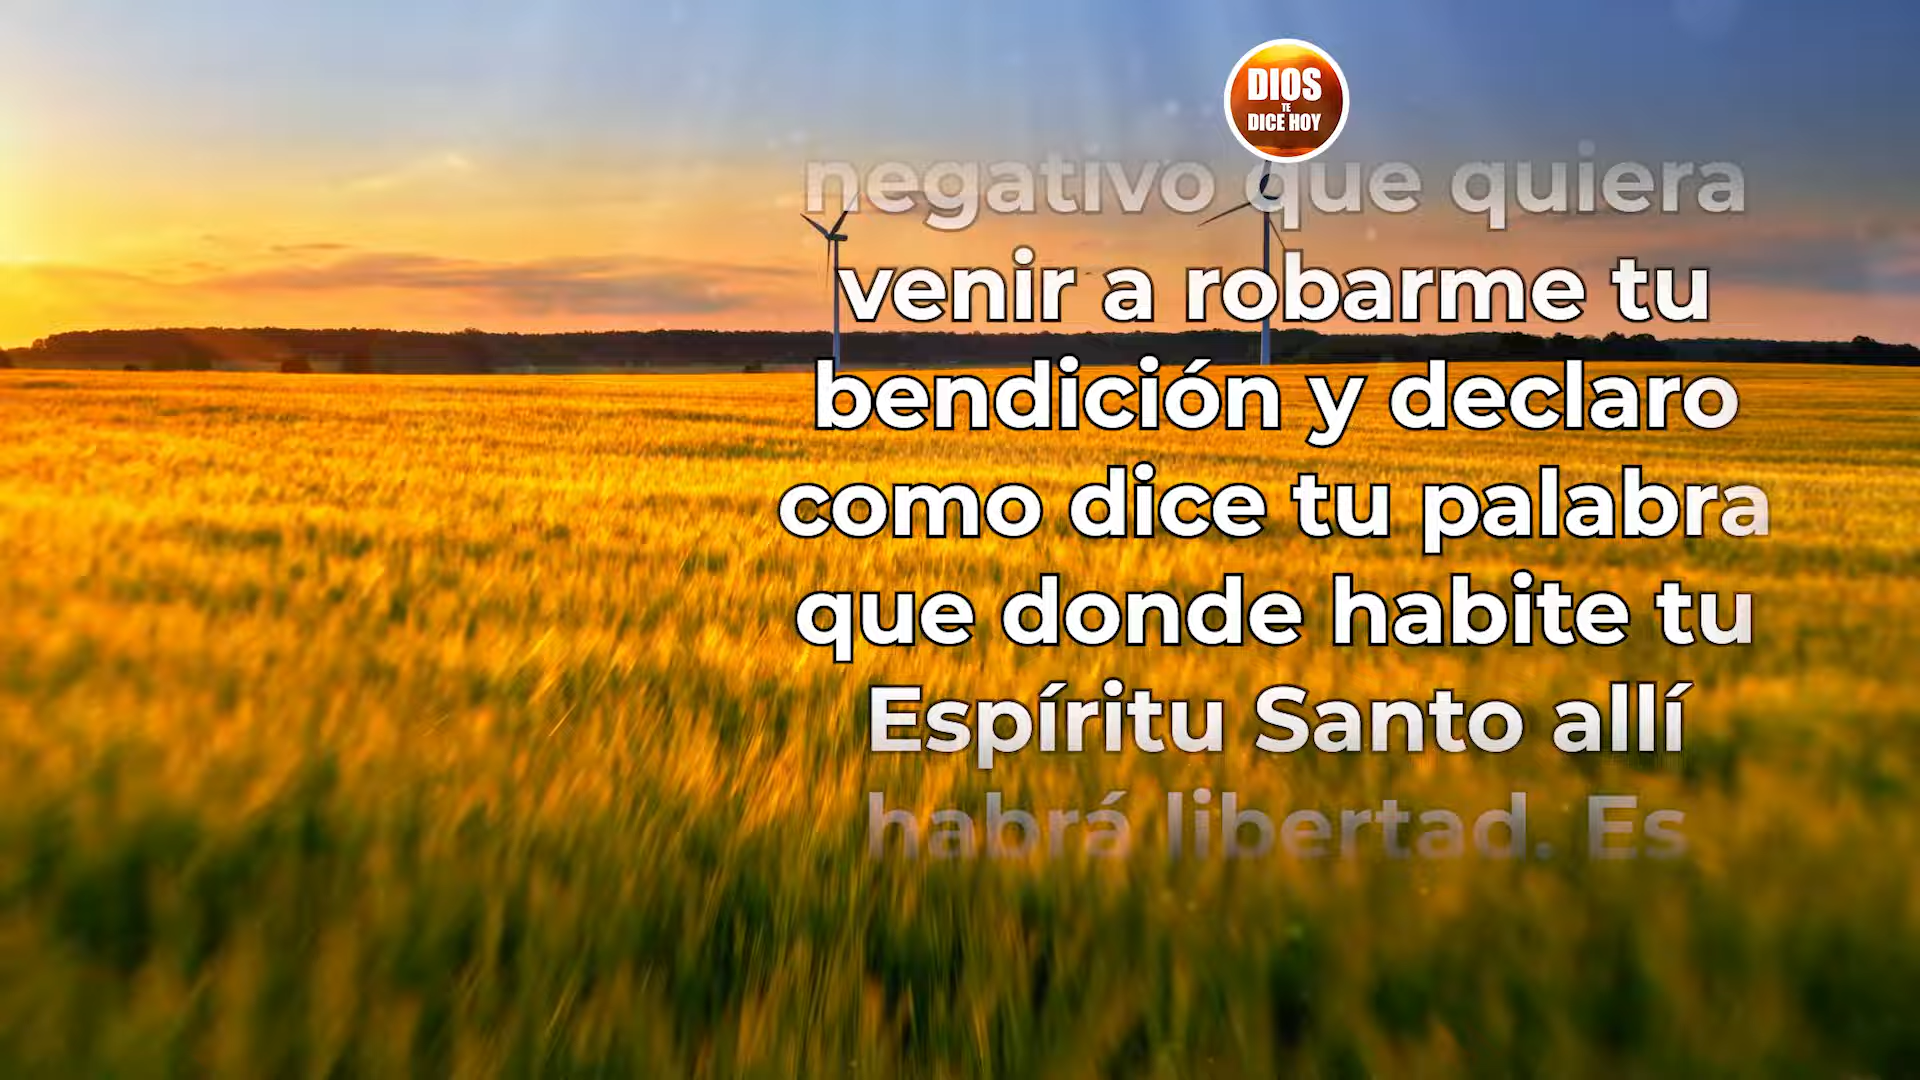 DIOS
TE
DICE HOY
negativo que quiera
venir a robarme tu
bendición y declaro
como dice tu palabra
que donde habite tu
Espíritu Santo allí
habrá libertad. Es